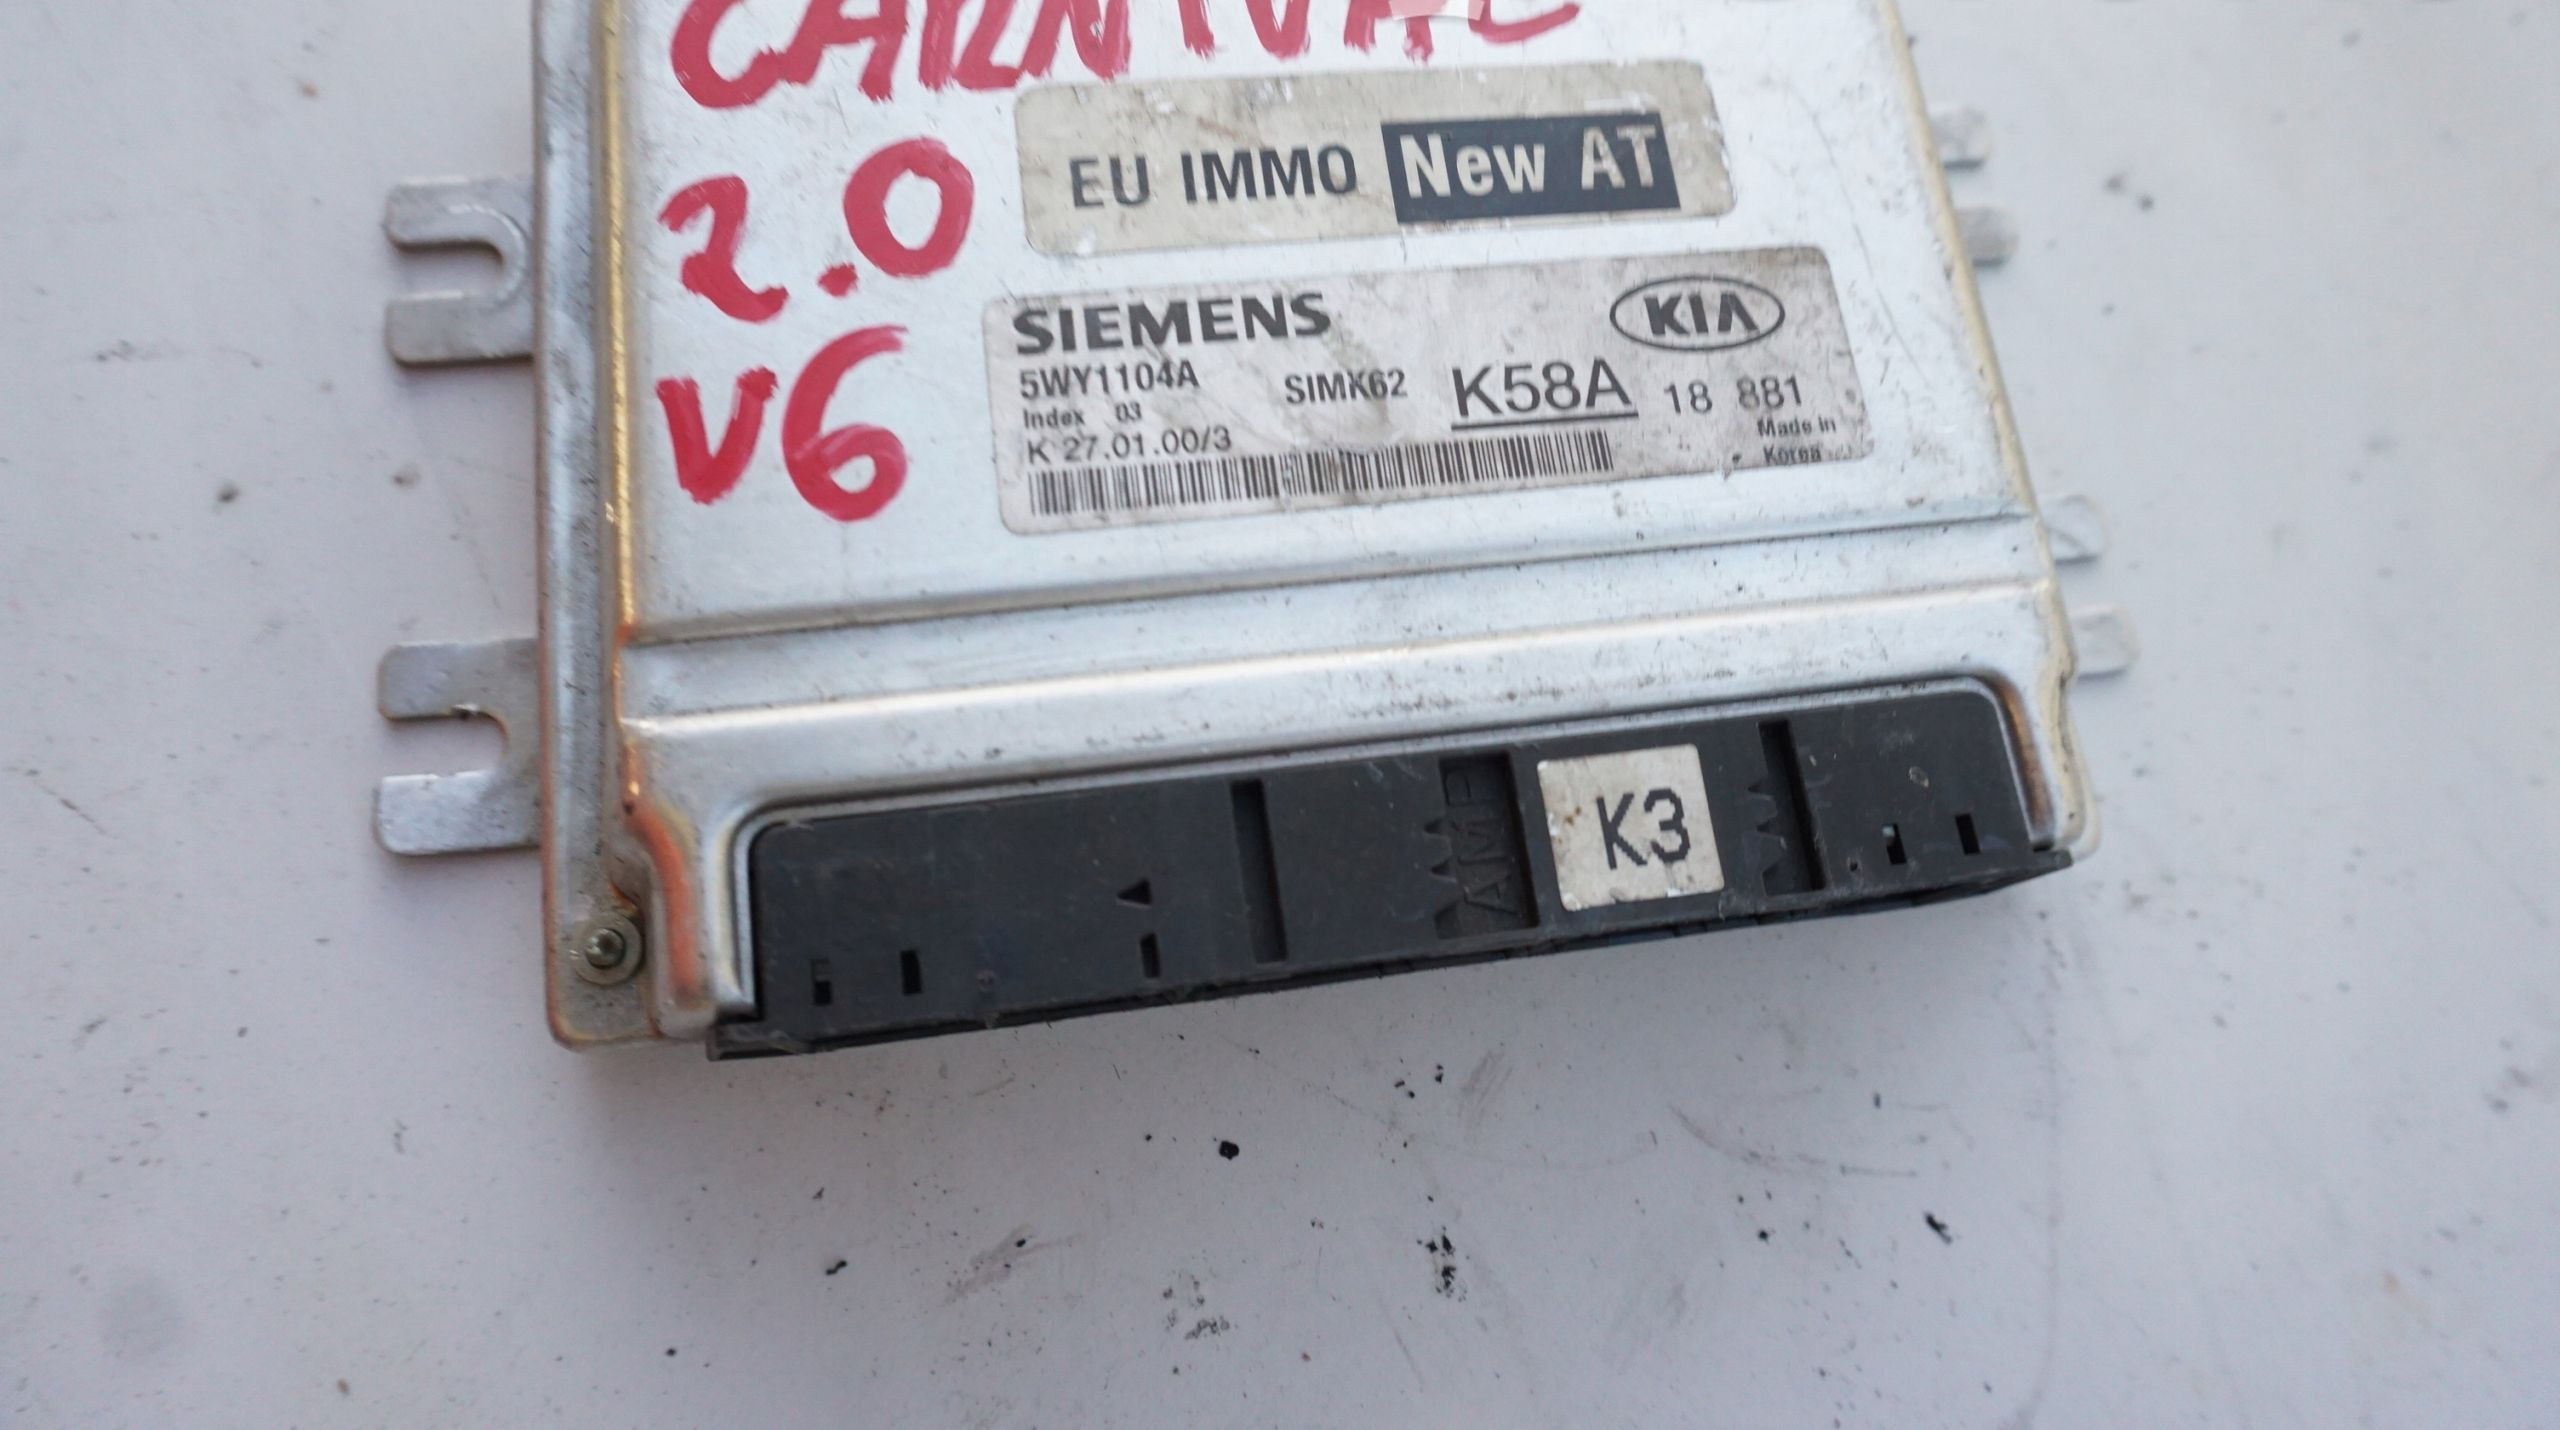 CARNIVAL
2.0
V6
EU IMMO New AT
SIEMENS
KIA
5WY1104A SIMK62 K58A 18 881
Index 03
Made in
K 27.01.00/3
Korea
AMP
K3